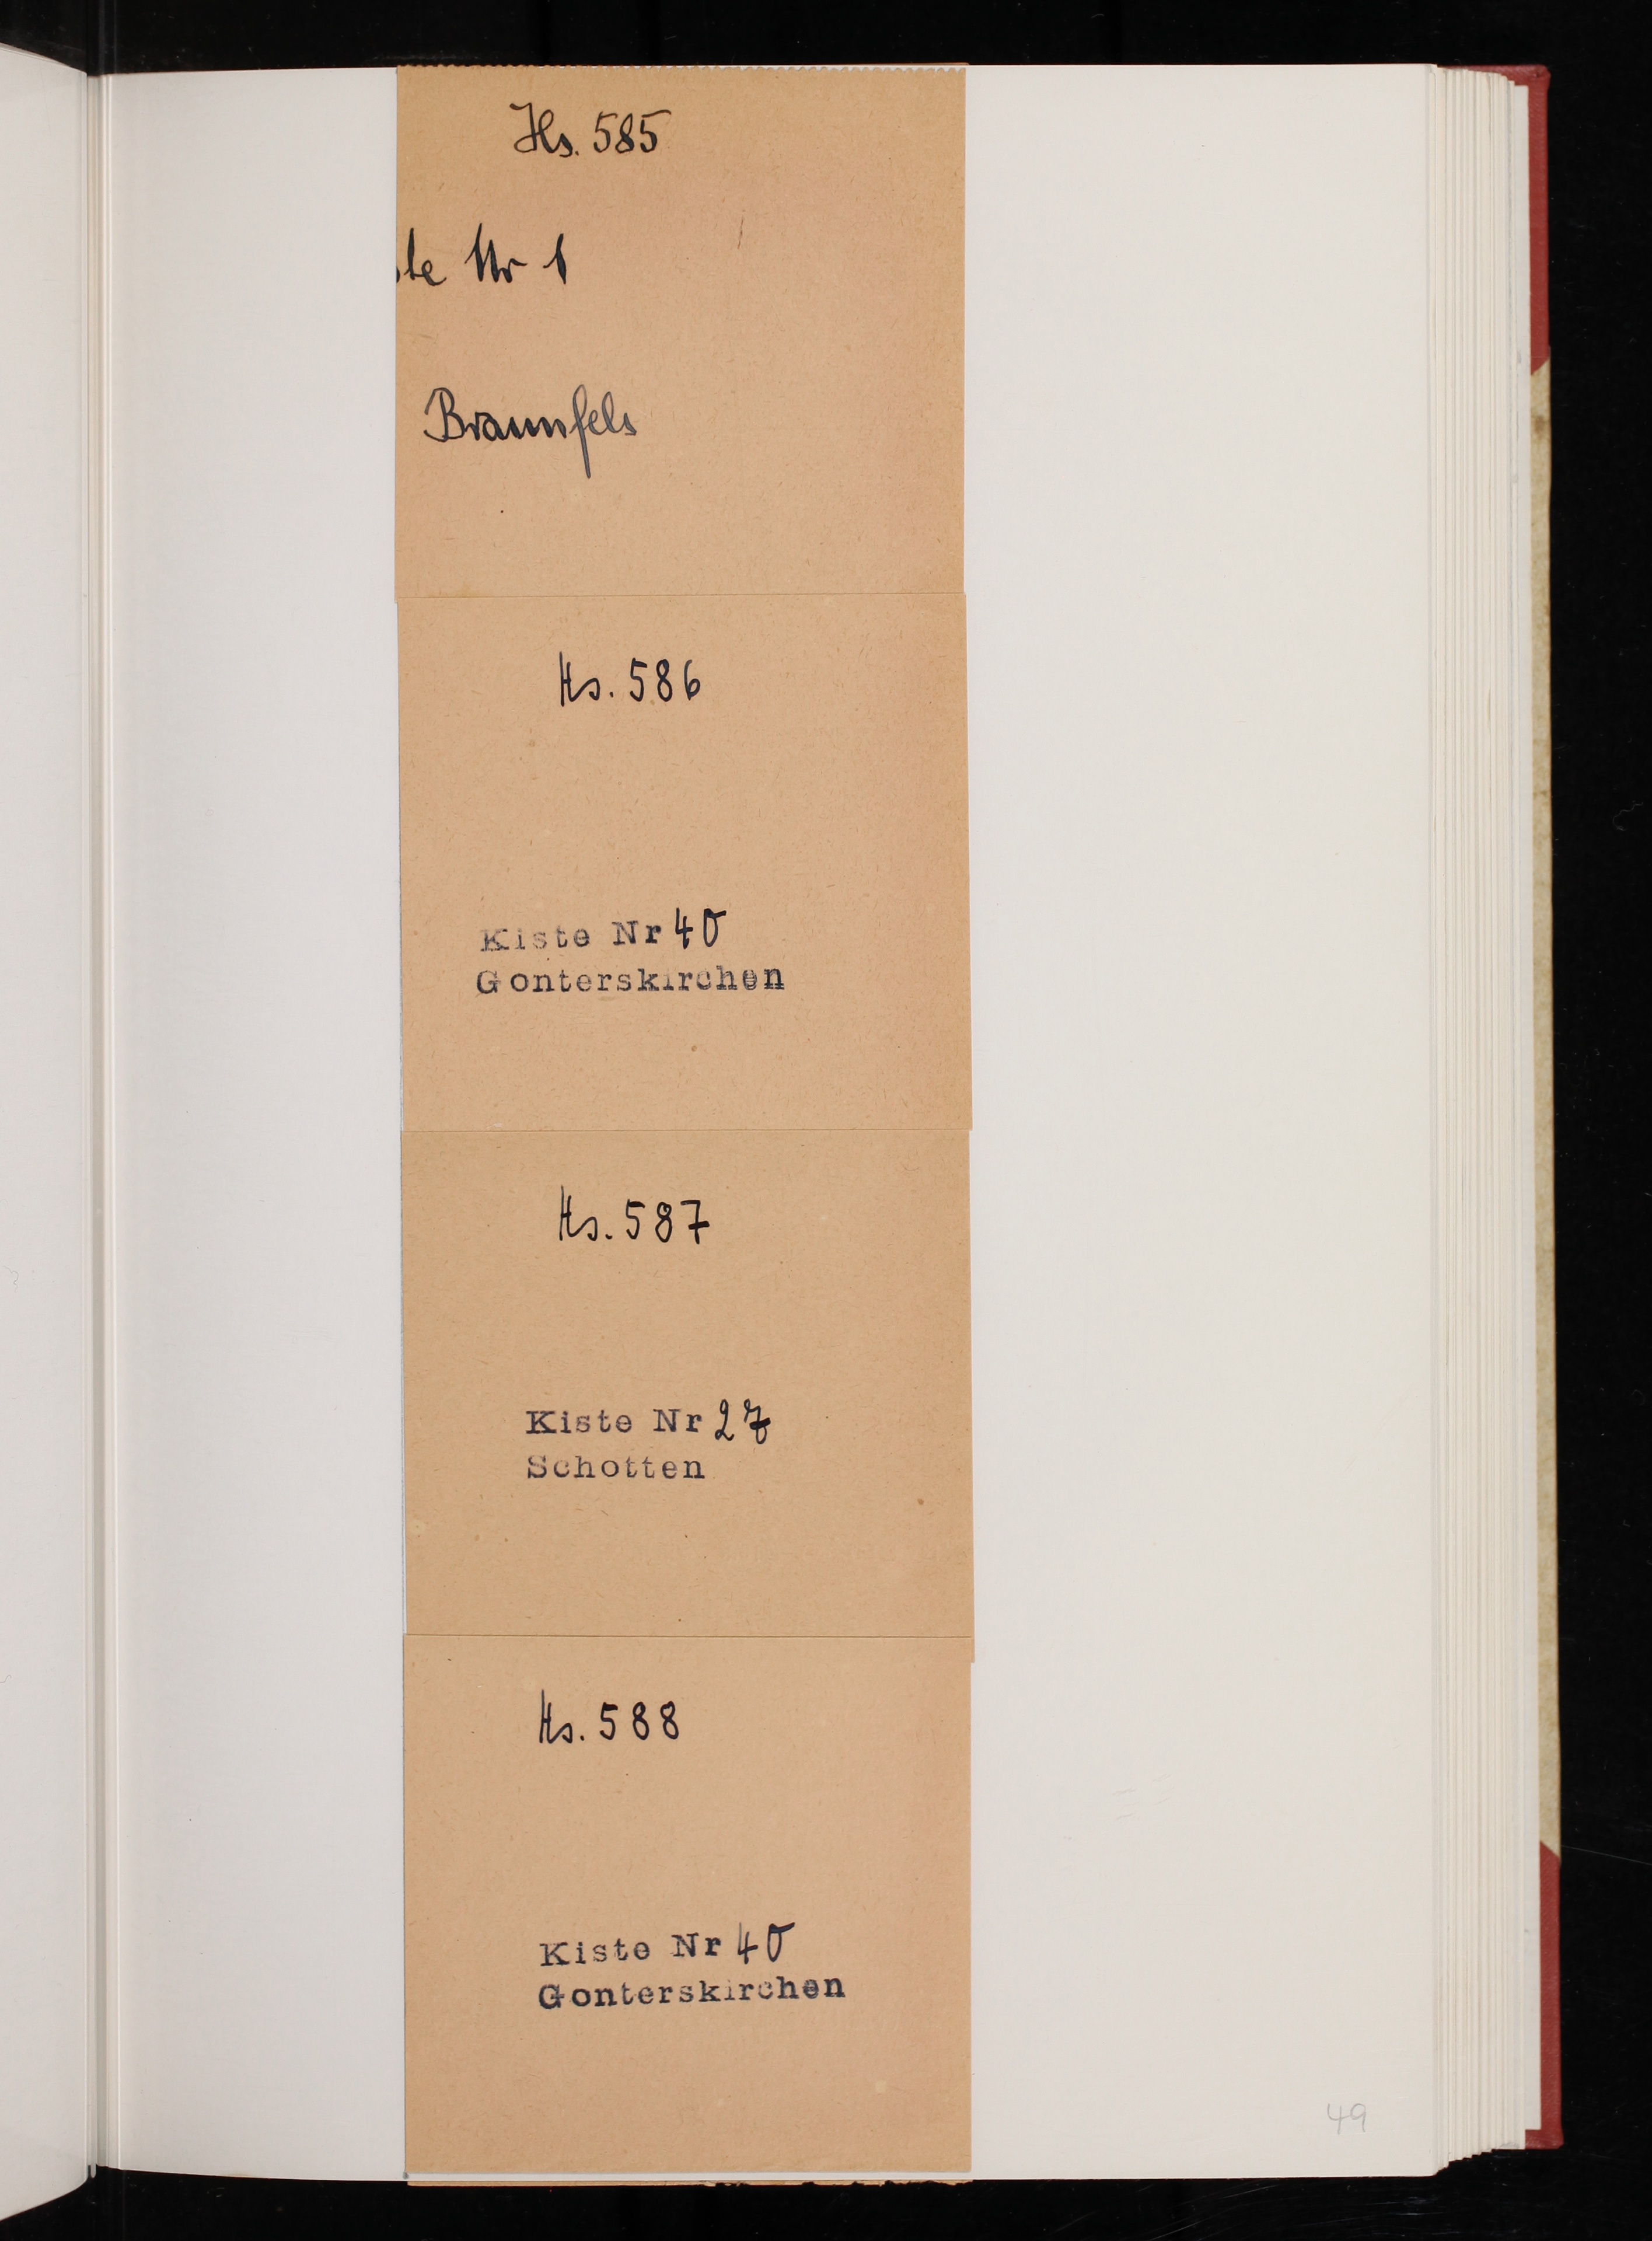 Hs. 585
ste Nr 1
Braunfels
Hs. 586
Kiste Nr 40
Gonterskirchen
Hs. 587
Kiste Nr 27
Schotten
Hs. 588
Kiste Nr 40
Gonterskirchen
49